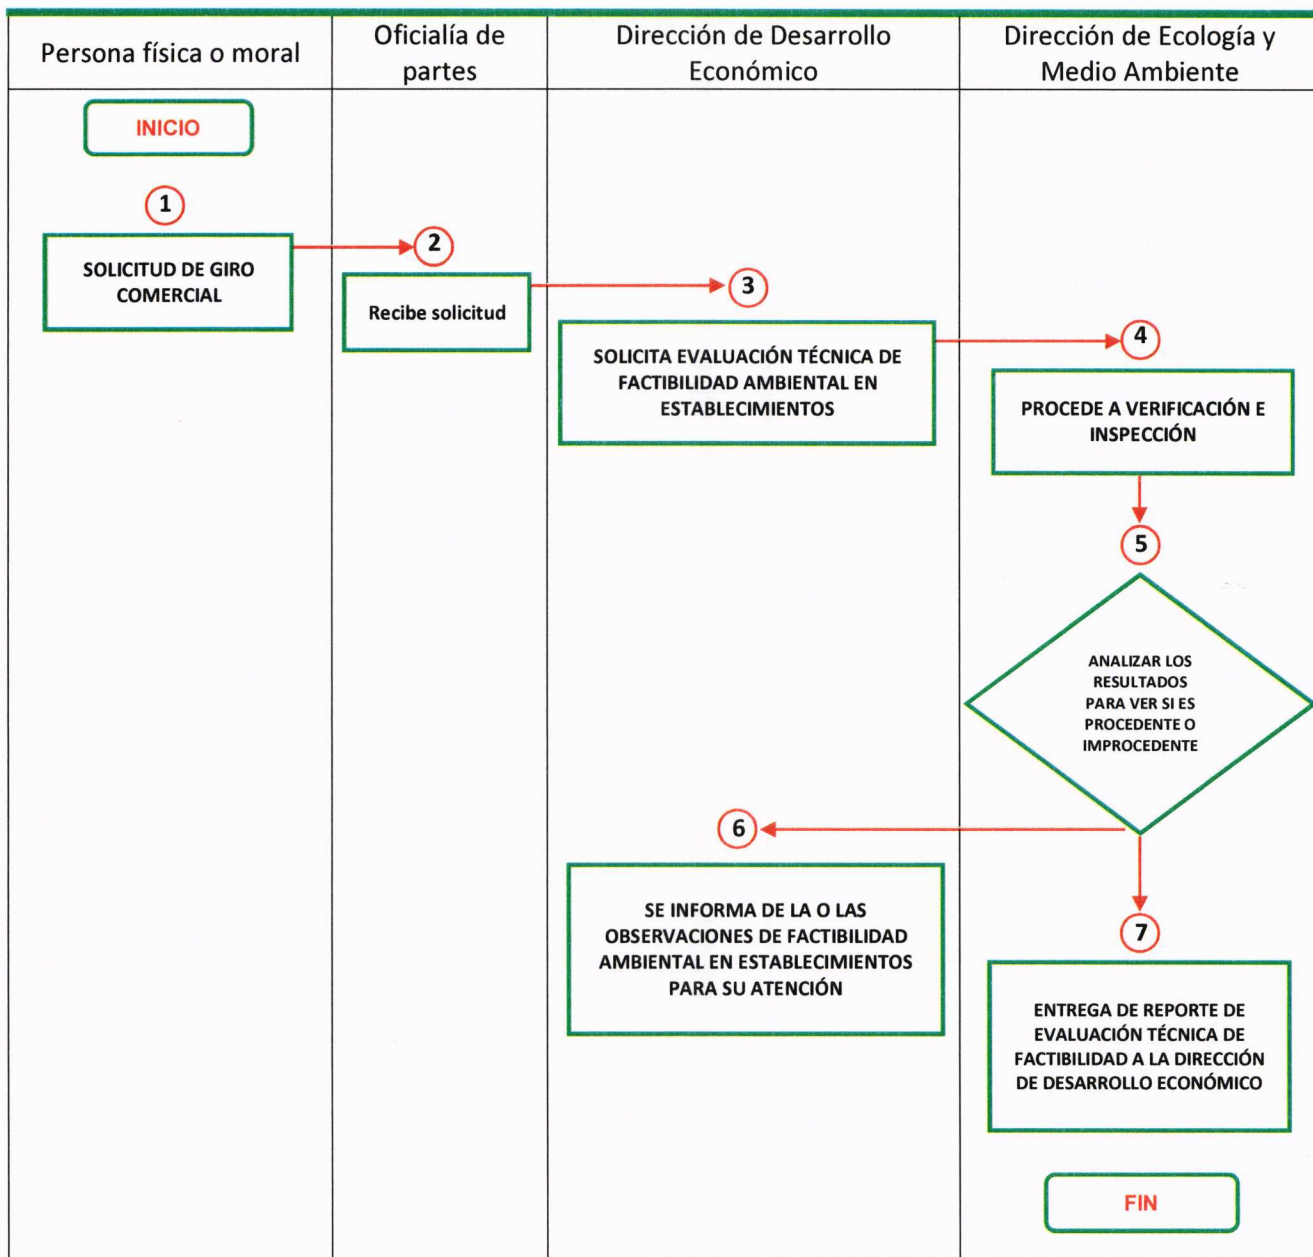 Persona física o moral
Oficialía de
partes
Dirección de Desarrollo
Económico
Dirección de Ecología y
Medio Ambiente
INICIO
1
SOLICITUD DE GIRO
COMERCIAL
2
Recibe solicitud
3
SOLICITA EVALUACIÓN TÉCNICA DE
FACTIBILIDAD AMBIENTAL EN
ESTABLECIMIENTOS
4
PROCEDE A VERIFICACIÓN E
INSPECCIÓN
5
ANALIZAR LOS
RESULTADOS
PARA VER SI ES
PROCEDENTE O
IMPROCEDENTE
6
SE INFORMA DE LA O LAS
OBSERVACIONES DE FACTIBILIDAD
AMBIENTAL EN ESTABLECIMIENTOS
PARA SU ATENCIÓN
7
ENTREGA DE REPORTE DE
EVALUACIÓN TÉCNICA DE
FACTIBILIDAD A LA DIRECCIÓN
DE DESARROLLO ECONÓMICO
FIN